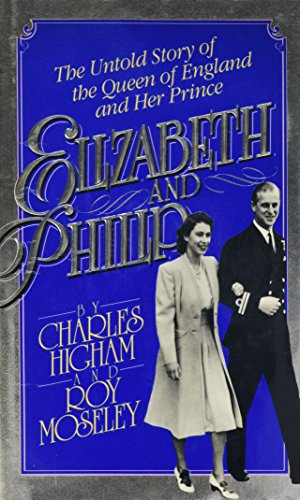 The Untold Story of
the Queen of England
and Her Prince
ELIZABETH
AND
PHILIP
BY
CHARLES
HIGHAM
AND
ROY
MOSELEY